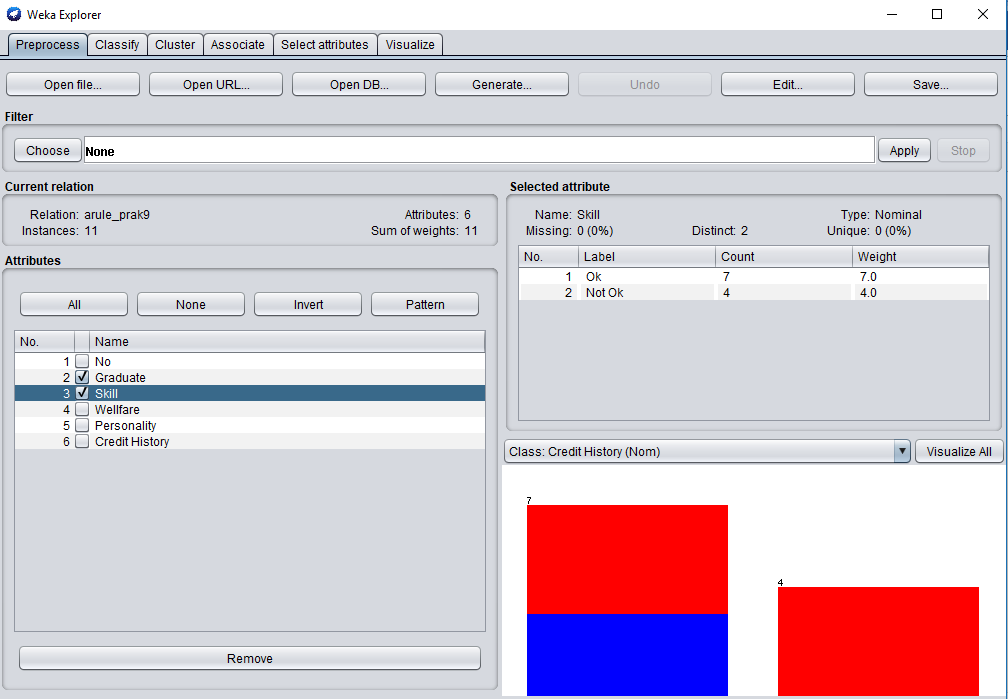 Weka Explorer
Preprocess Classify Cluster Associate Select attributes Visualize
Open file... Open URL... Open DB... Generate... Undo Edit... Save...
Filter
Choose None Apply Stop
Current relation
Relation: arule_prak9 Attributes: 6
Instances: 11 Sum of weights: 11
Attributes
All None Invert Pattern
No. Name
1 No
2 Graduate
3 Skill
4 Wellfare
5 Personality
6 Credit History
Remove
Selected attribute
Name: Skill Type: Nominal
Missing: 0 (0%) Distinct: 2 Unique: 0 (0%)
No. Label Count Weight
1 Ok 7 7.0
2 Not Ok 4 4.0
Class: Credit History (Nom) Visualize All
7
4